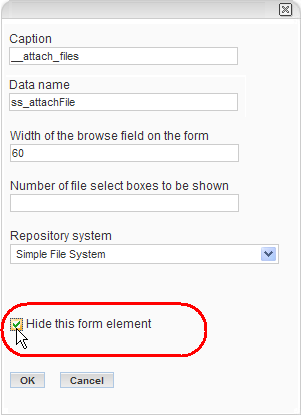 Caption
__attach_files
Data name
ss_attachFile
Width of the browse field on the form
60
Number of file select boxes to be shown
Repository system
Simple File System
Hide this form element
OK Cancel